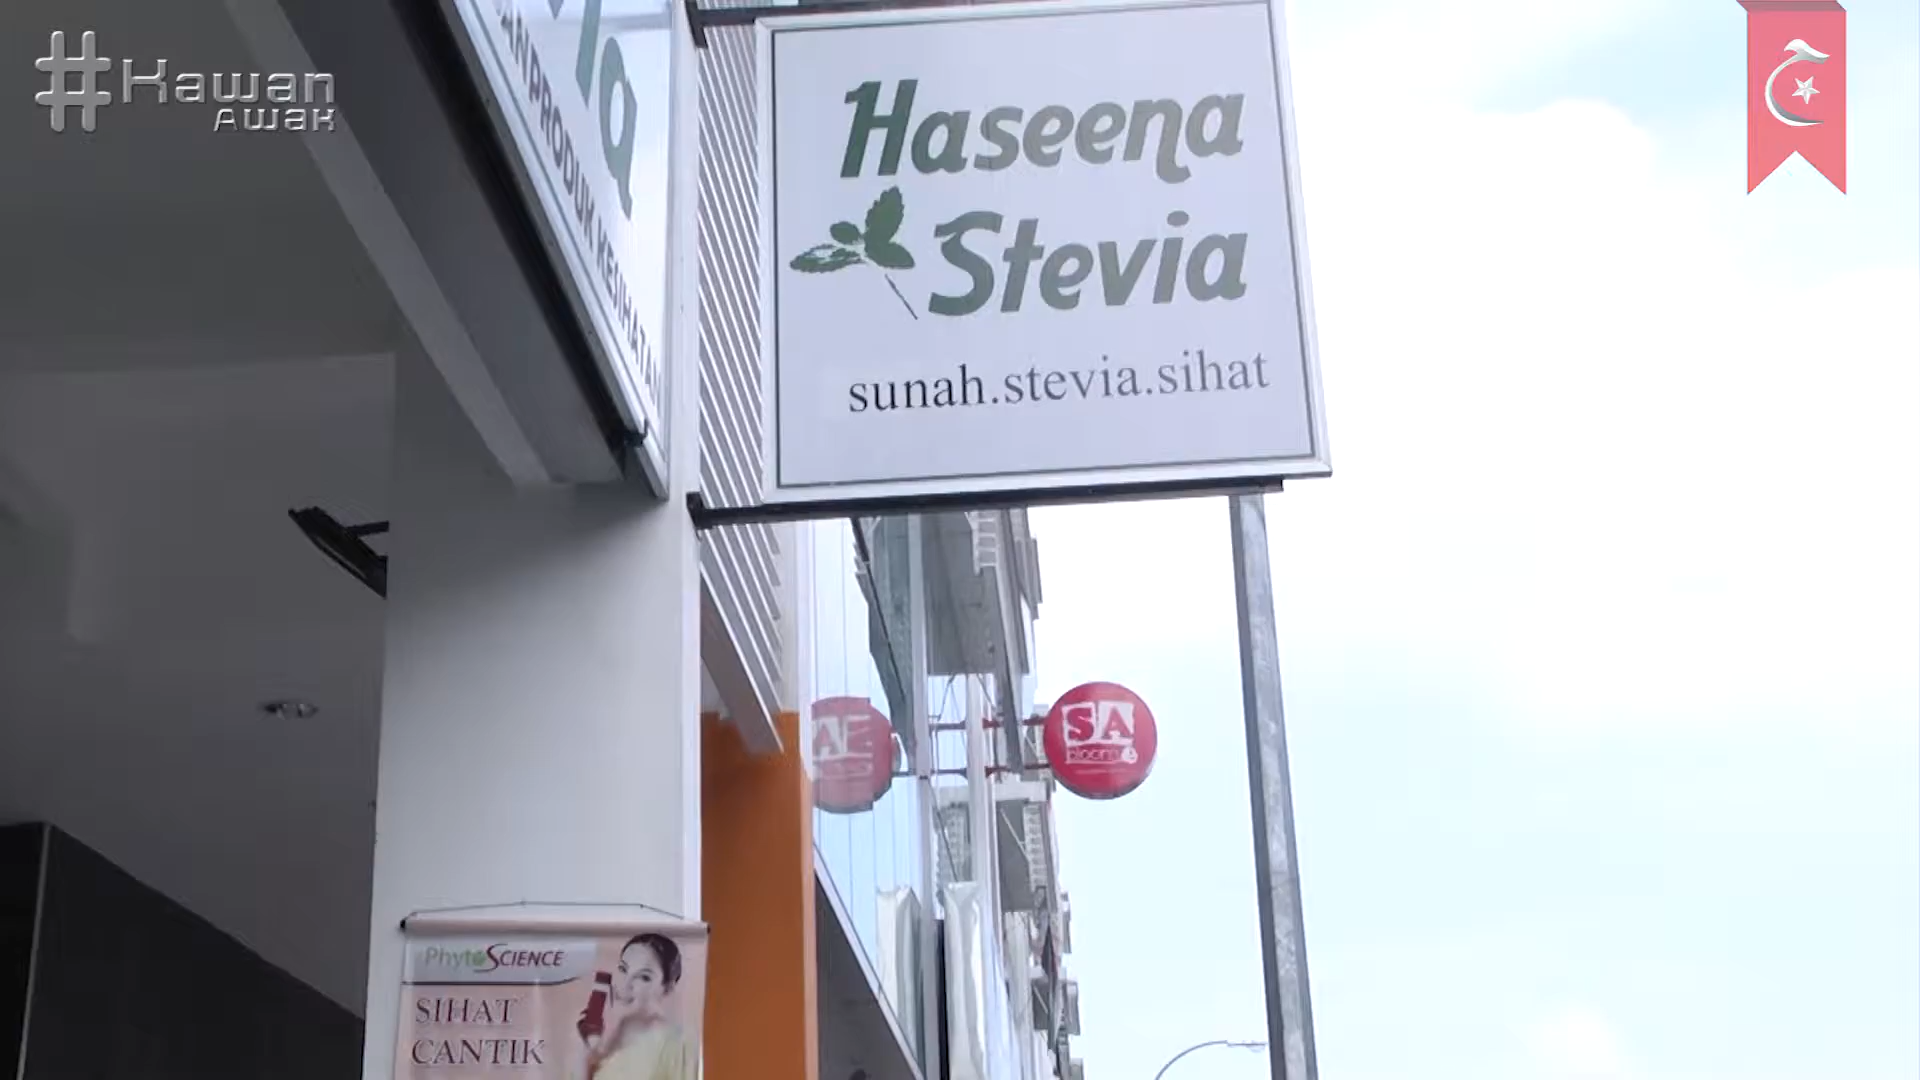 #Kawan
Awak
PRODUK KESIHATAN
Haseena
Stevia
sunah.stevia.sihat
SA
PhytoSCIENCE
SIHAT
CANTIK